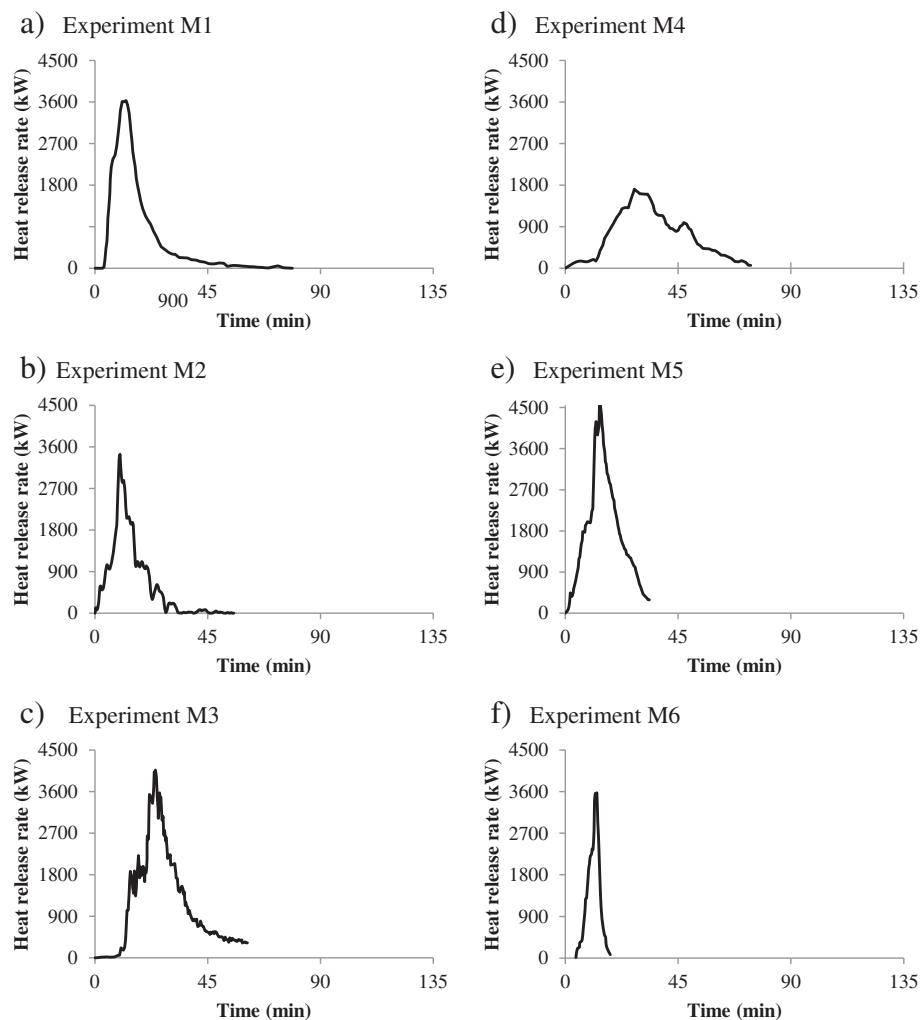 a) Experiment M1
Heat release rate (kW)
4500
3600
2700
1800
0
0 45 90 135
900
Time (min)
b) Experiment M2
Heat release rate (kW)
4500
3600
2700
1800
900
0
0 45 90 135
Time (min)
c) Experiment M3
Heat release rate (kW)
4500
3600
2700
1800
900
0
0 45 90 135
Time (min)
d) Experiment M4
Heat release rate (kW)
4500
3600
2700
1800
900
0
0 45 90 135
Time (min)
e) Experiment M5
Heat release rate (kW)
4500
3600
2700
1800
900
0
0 45 90 135
Time (min)
f) Experiment M6
Heat release rate (kW)
4500
3600
2700
1800
900
0
0 45 90 135
Time (min)